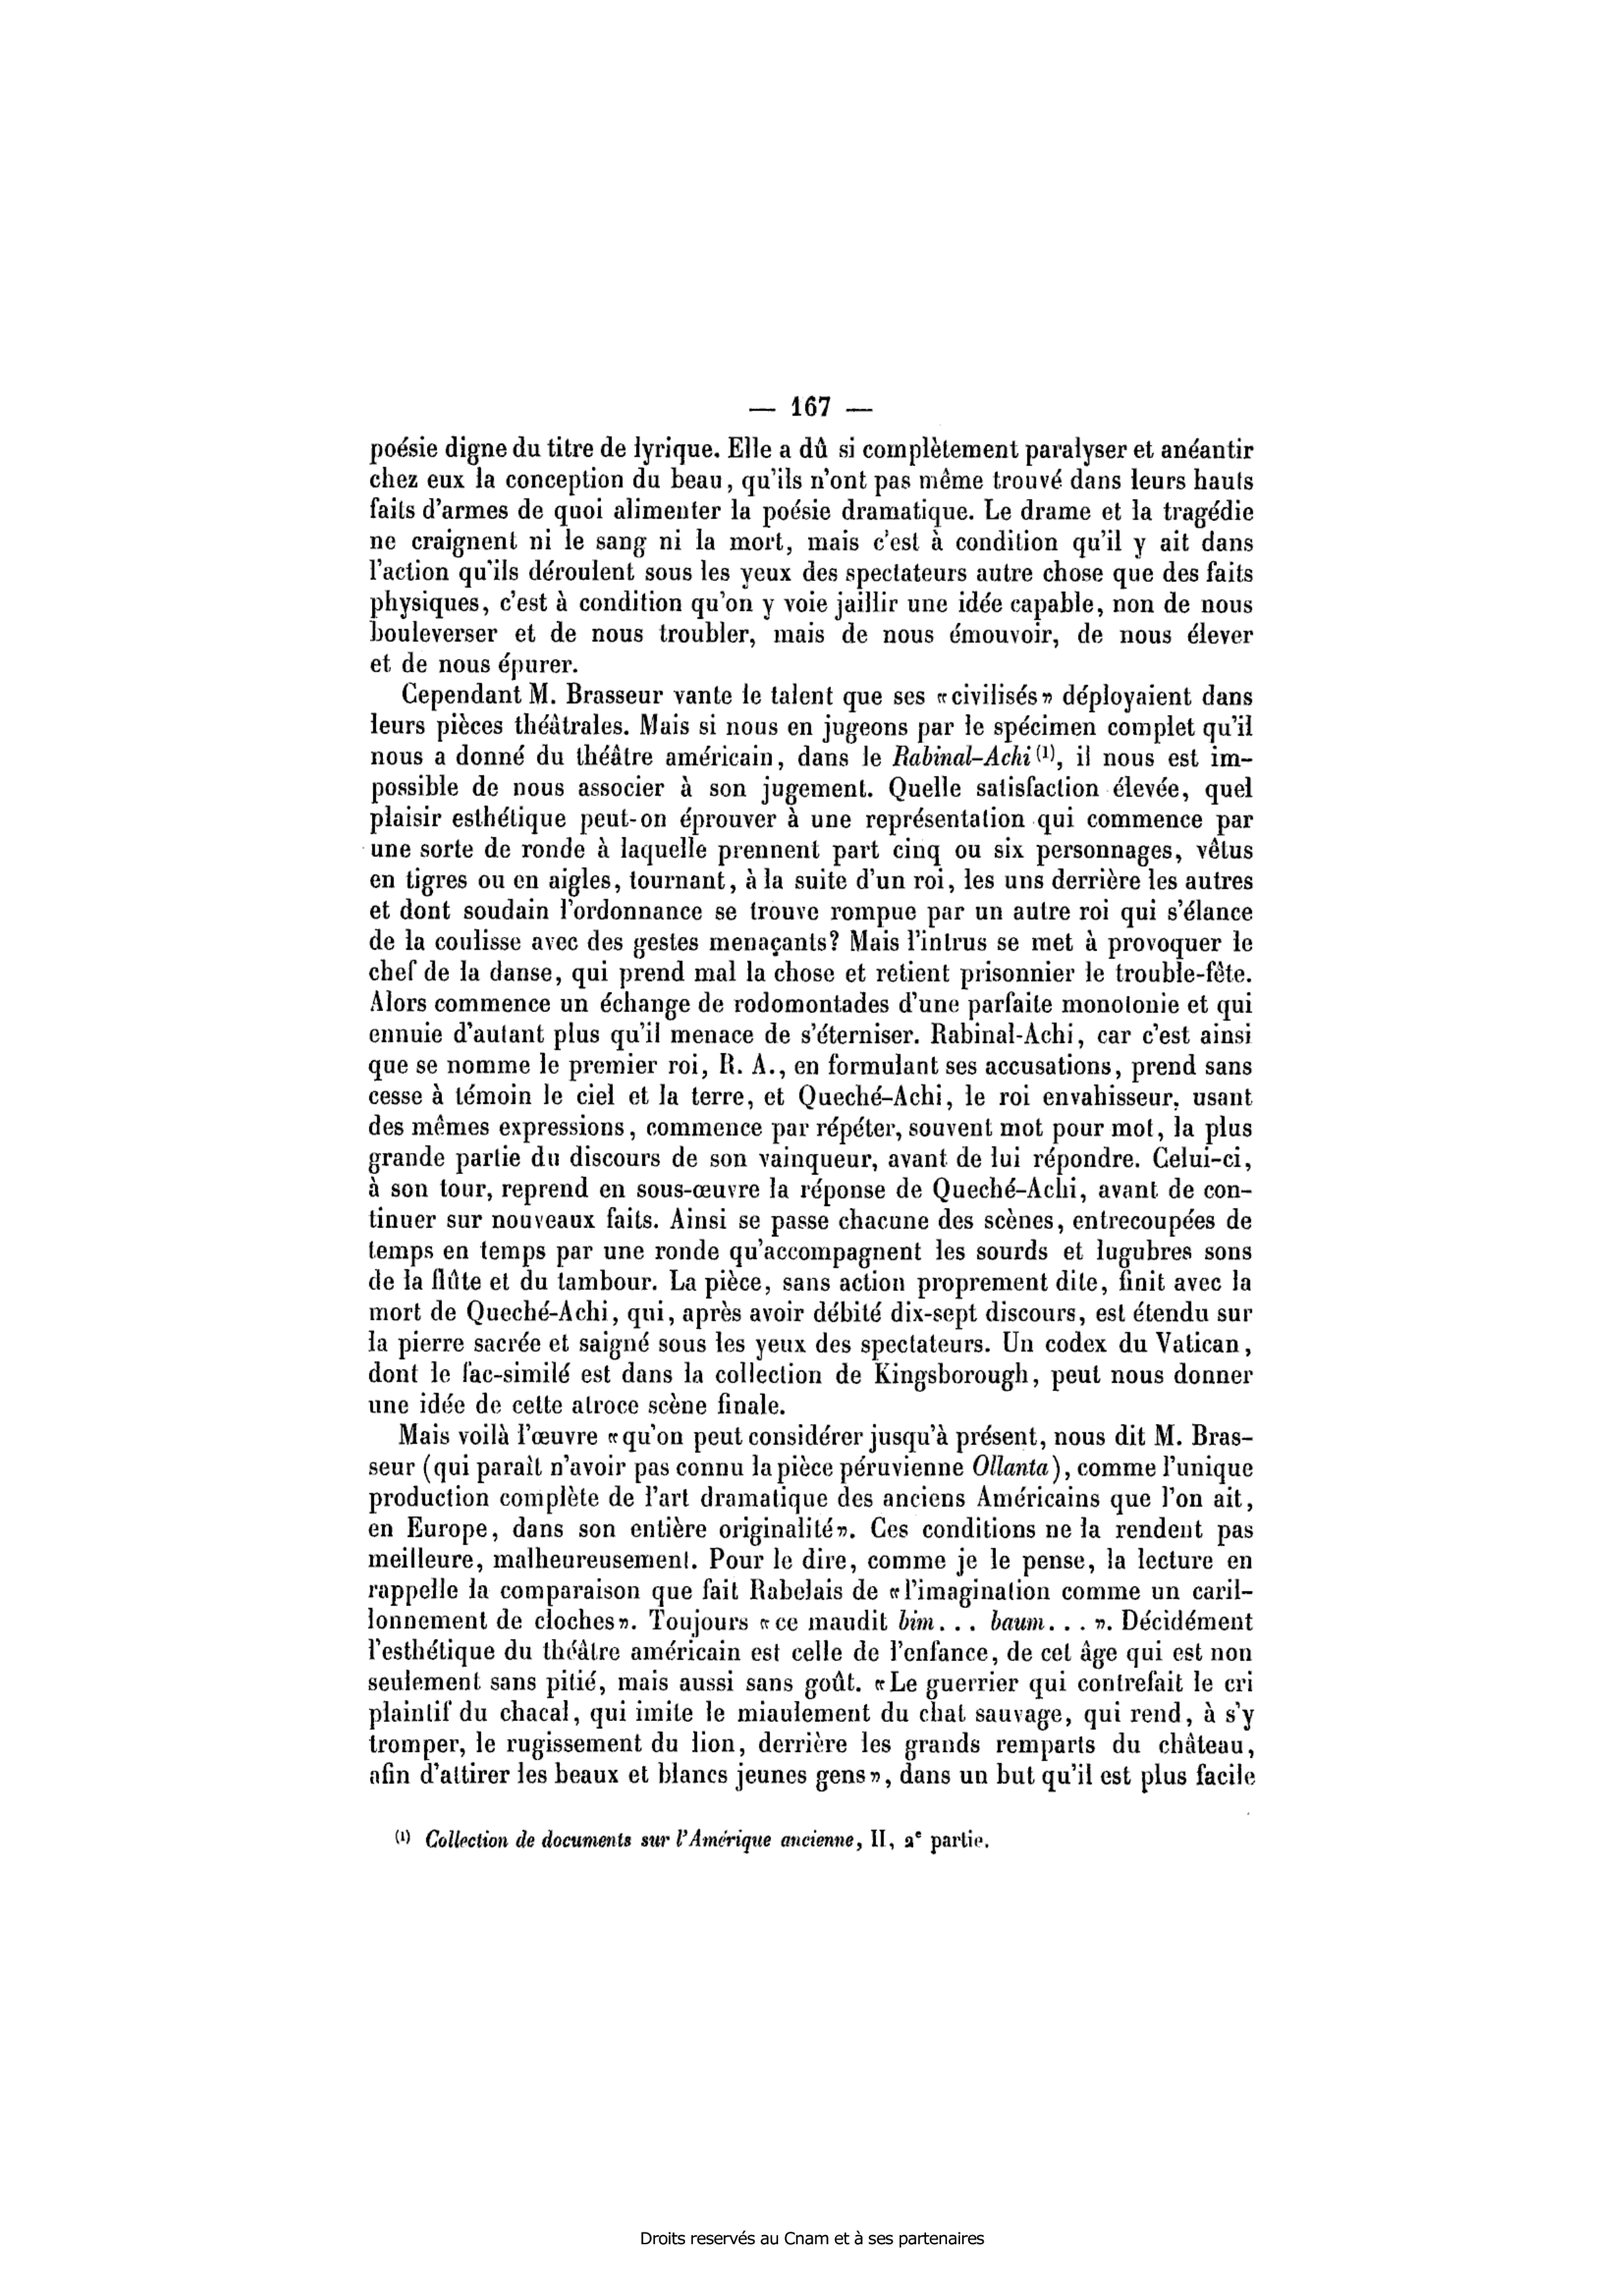 — 167 —
poésie digne du titre de lyrique. Elle a dû si complètement paralyser et anéantir
chez eux la conception du beau, qu'ils n'ont pas même trouvé dans leurs hauts
faits d'armes de quoi alimenter la poésie dramatique. Le drame et la tragédie
ne craignent ni le sang ni la mort, mais c'est à condition qu'il y ait dans
l'action qu'ils déroulent sous les yeux des spectateurs autre chose que des faits
physiques, c'est à condition qu'on y voie jaillir une idée capable, non de nous
bouleverser et de nous troubler, mais de nous émouvoir, de nous élever
et de nous épurer.
Cependant M. Brasseur vante le talent que ses «civilisés» déployaient dans
leurs pièces théâtrales. Mais si nous en jugeons par le spécimen complet qu'il
nous a donné du théâtre américain, dans le Rabinal-Achi (1), il nous est im-
possible de nous associer à son jugement. Quelle satisfaction élevée, quel
plaisir esthétique peut-on éprouver à une représentation qui commence par
une sorte de ronde à laquelle prennent part cinq ou six personnages, vêtus
en tigres ou en aigles, tournant, à la suite d'un roi, les uns derrière les autres
et dont soudain l'ordonnance se trouve rompue par un autre roi qui s'élance
de la coulisse avec des gestes menaçants? Mais l'intrus se met à provoquer le
chef de la danse, qui prend mal la chose et retient prisonnier le trouble-fête.
Alors commence un échange de rodomontades d'une parfaite monotonie et qui
ennuie d'autant plus qu'il menace de s'éterniser. Rabinal-Achi, car c'est ainsi
que se nomme le premier roi, R. A., en formulant ses accusations, prend sans
cesse à témoin le ciel et la terre, et Queché-Achi, le roi envahisseur, usant
des mêmes expressions, commence par répéter, souvent mot pour mot, la plus
grande partie du discours de son vainqueur, avant de lui répondre. Celui-ci,
à son tour, reprend en sous-œuvre la réponse de Queché-Achi, avant de con-
tinuer sur nouveaux faits. Ainsi se passe chacune des scènes, entrecoupées de
temps en temps par une ronde qu'accompagnent les sourds et lugubres sons
de la flûte et du tambour. La pièce, sans action proprement dite, finit avec la
mort de Queché-Achi, qui, après avoir débité dix-sept discours, est étendu sur
la pierre sacrée et saigné sous les yeux des spectateurs. Un codex du Vatican,
dont le fac-similé est dans la collection de Kingsborough, peut nous donner
une idée de cette atroce scène finale.
Mais voilà l'œuvre «qu'on peut considérer jusqu'à présent, nous dit M. Bras-
seur (qui paraît n'avoir pas connu la pièce péruvienne Ollanta), comme l'unique
production complète de l'art dramatique des anciens Américains que l'on ait,
en Europe, dans son entière originalité». Ces conditions ne la rendent pas
meilleure, malheureusement. Pour le dire, comme je le pense, la lecture en
rappelle la comparaison que fait Rabelais de «l'imagination comme un caril-
lonnement de cloches». Toujours «ce maudit bim... baum...». Décidément
l'esthétique du théâtre américain est celle de l'enfance, de cet âge qui est non
seulement sans pitié, mais aussi sans goût. «Le guerrier qui contrefait le cri
plaintif du chacal, qui imite le miaulement du chat sauvage, qui rend, à s'y
tromper, le rugissement du lion, derrière les grands remparts du château,
afin d'attirer les beaux et blancs jeunes gens», dans un but qu'il est plus facile
(1) Collection de documents sur l'Amérique ancienne, II, 2e partie.
Droits reservés au Cnam et à ses partenaires